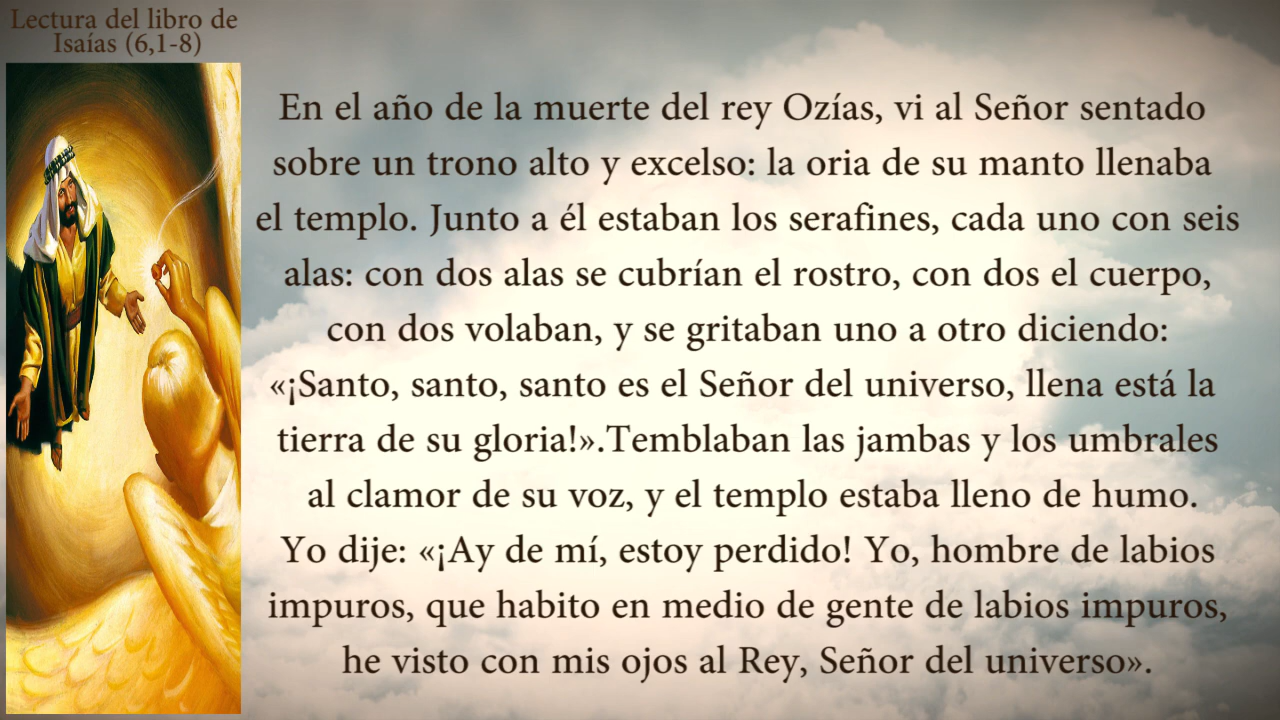 Lectura del libro de
Isaías (6,1-8)
En el año de la muerte del rey Ozías, vi al Señor sentado
sobre un trono alto y excelso: la oria de su manto llenaba
el templo. Junto a él estaban los serafines, cada uno con seis
alas: con dos alas se cubrían el rostro, con dos el cuerpo,
con dos volaban, y se gritaban uno a otro diciendo:
«¡Santo, santo, santo es el Señor del universo, llena está la
tierra de su gloria!».Temblaban las jambas y los umbrales
al clamor de su voz, y el templo estaba lleno de humo.
Yo dije: «¡Ay de mí, estoy perdido! Yo, hombre de labios
impuros, que habito en medio de gente de labios impuros,
he visto con mis ojos al Rey, Señor del universo».